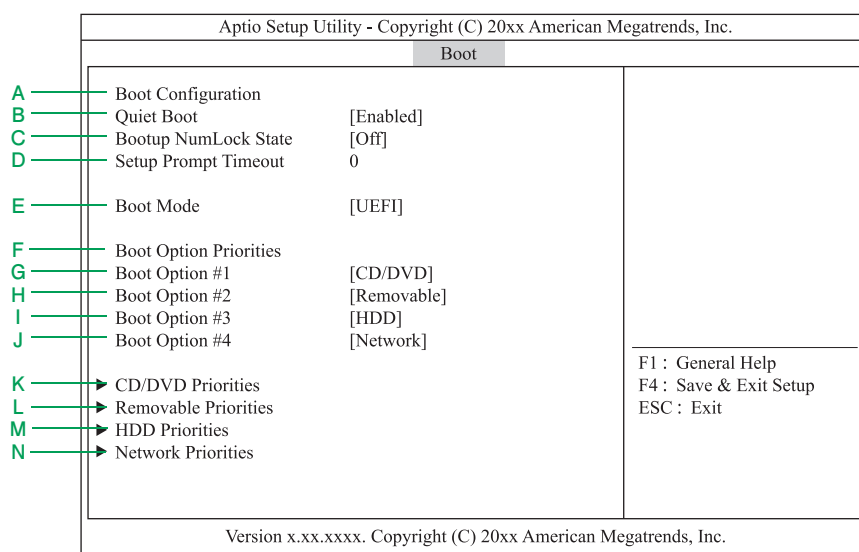 Aptio Setup Utility - Copyright (C) 20xx American Megatrends, Inc.
Boot
A Boot Configuration
B Quiet Boot [Enabled]
C Bootup NumLock State [Off]
D Setup Prompt Timeout 0
E Boot Mode [UEFI]
F Boot Option Priorities
G Boot Option #1 [CD/DVD]
H Boot Option #2 [Removable]
I Boot Option #3 [HDD]
J Boot Option #4 [Network]
K CD/DVD Priorities
L Removable Priorities
M HDD Priorities
N Network Priorities
F1 : General Help
F4 : Save & Exit Setup
ESC : Exit
Version x.xx.xxxx. Copyright (C) 20xx American Megatrends, Inc.